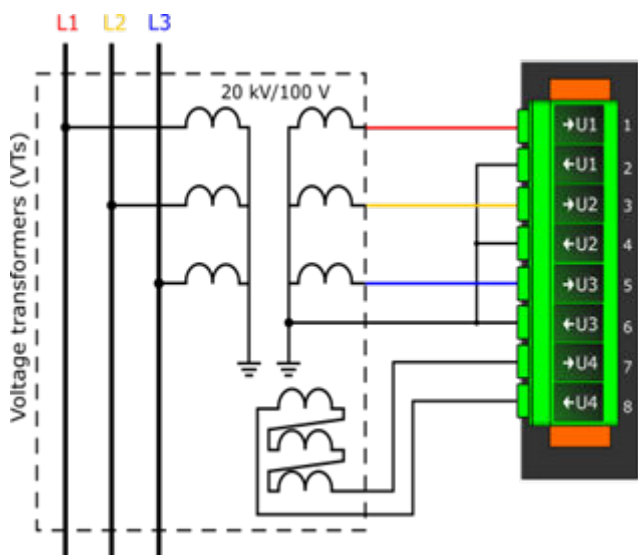 L1 L2 L3
20 kV/100 V
Voltage transformers (VTs)
→U1 1
←U1 2
→U2 3
←U2 4
→U3 5
←U3 6
→U4 7
←U4 8